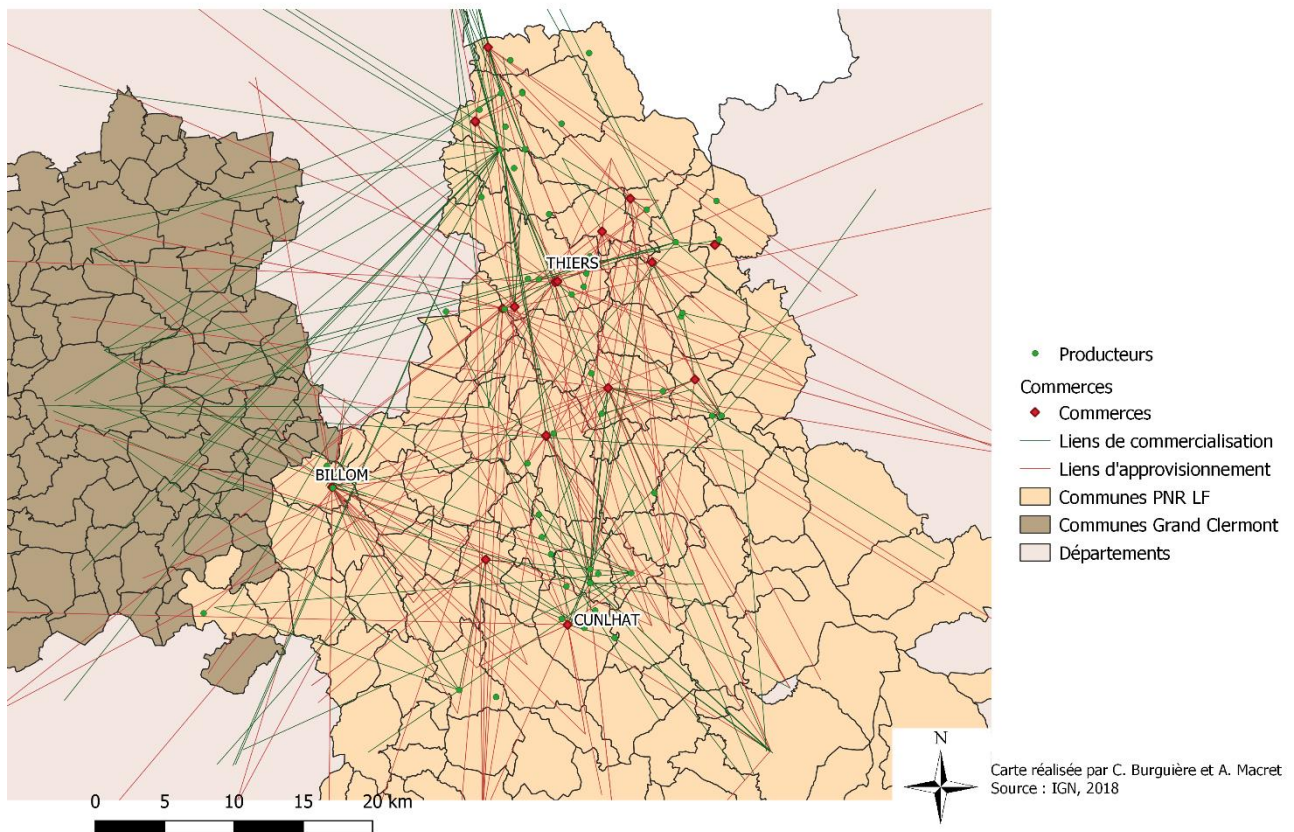 THIERS
BILLOM
CUNLHAT
Producteurs
Commerces
Commerces
Liens de commercialisation
Liens d'approvisionnement
Communes PNR LF
Communes Grand Clermont
Départements
N
Carte réalisée par C. Burguière et A. Macret
Source : IGN, 2018
0 5 10 15 20 km